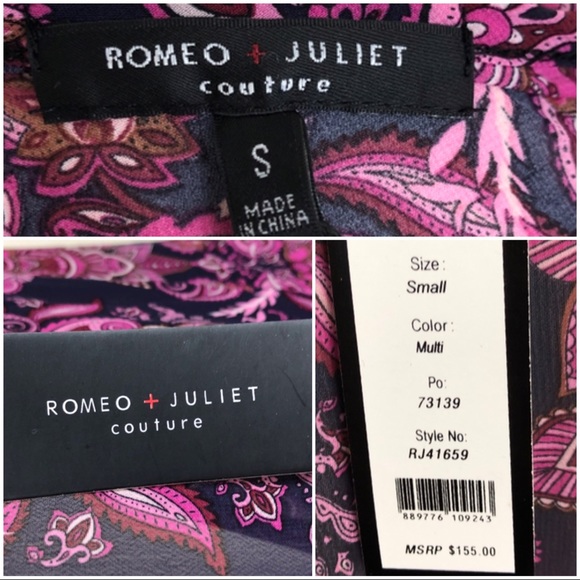 ROMEO + JULIET
couture
S
MADE
IN CHINA
ROMEO + JULIET
couture
Size:
Small
Color:
Multi
Po:
73139
Style No:
RJ41659
889776 109243
MSRP $155.00